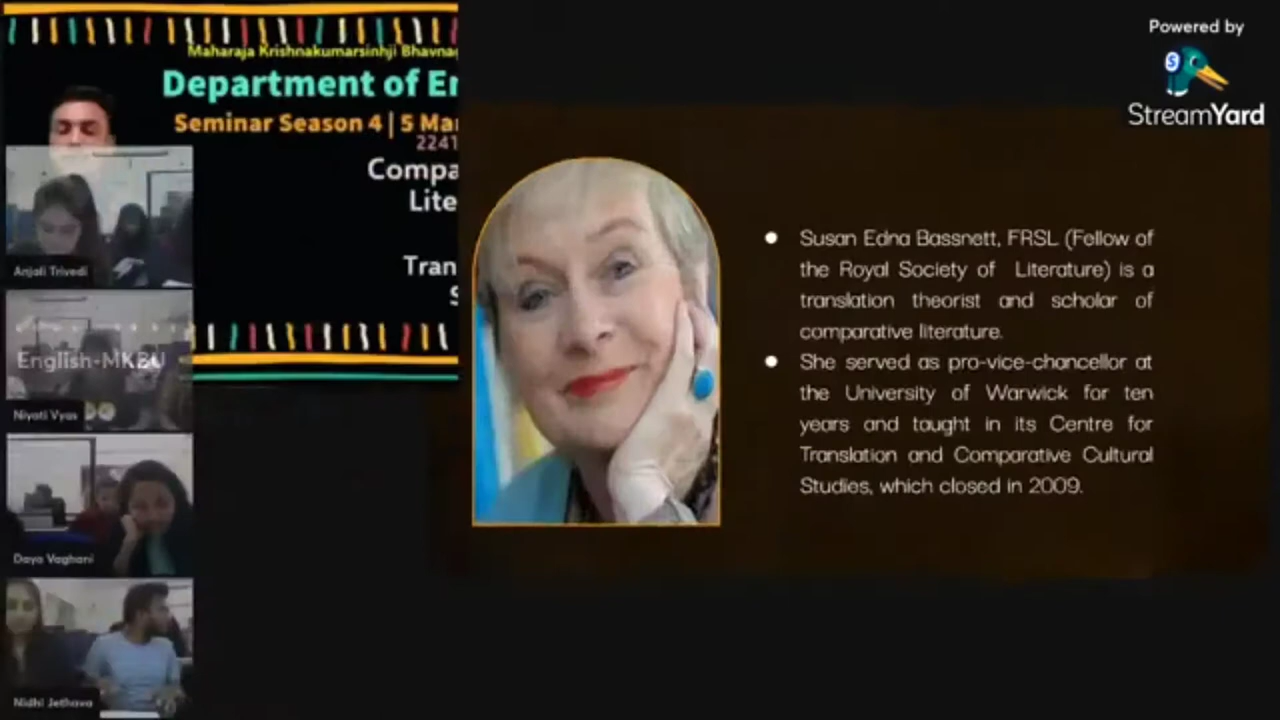 Maharaja Krishnakumarsinhji Bhavnag
Department of En
Seminar Season 4 | 5 Mar
2241
Compa
Lite
Tran
S
Anjali Trivedi
English-MKBU
Niyati Vyas
Daya Vaghani
Nidhi Jethava
• Susan Edna Bassnett, FRSL (Fellow of
the Royal Society of Literature) is a
translation theorist and scholar of
comparative literature.
• She served as pro-vice-chancellor at
the University of Warwick for ten
years and taught in its Centre for
Translation and Comparative Cultural
Studies, which closed in 2009.
Powered by
StreamYard